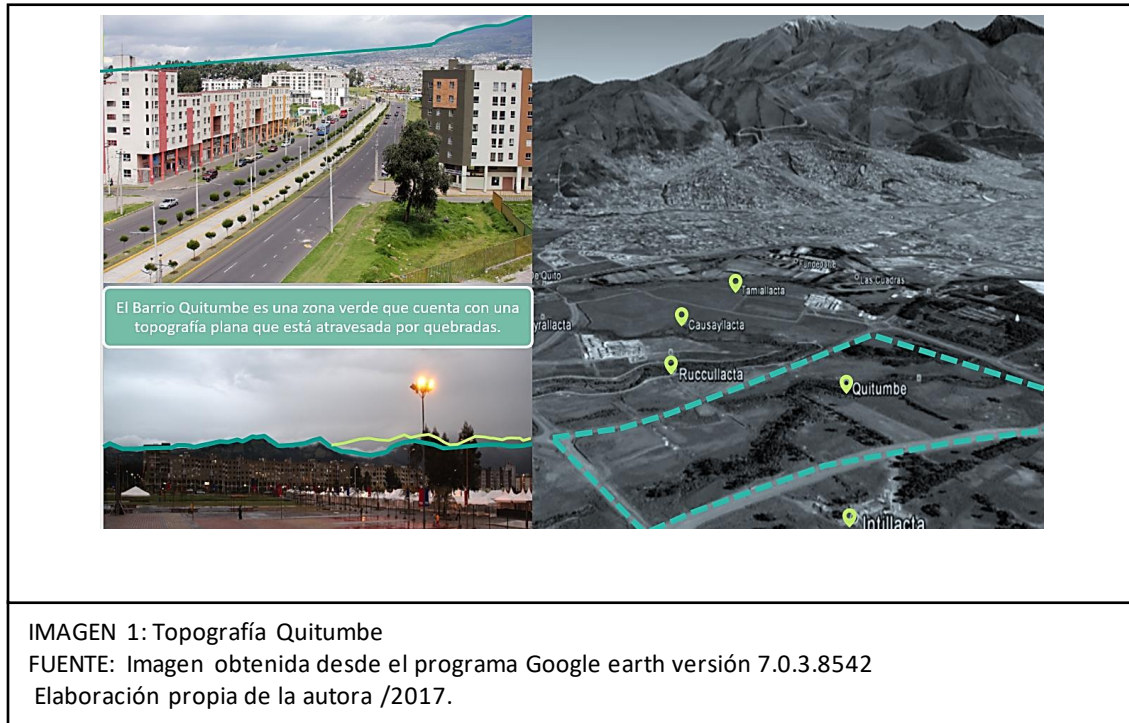 El Barrio Quitumbe es una zona verde que cuenta con una
topografía plana que está atravesada por quebradas.
Tamiallacta
Las Cuadras
Causayllacta
Ruccullacta
Quitumbe
Intillacta
IMAGEN 1: Topografía Quitumbe
FUENTE: Imagen obtenida desde el programa Google earth versión 7.0.3.8542
Elaboración propia de la autora /2017.